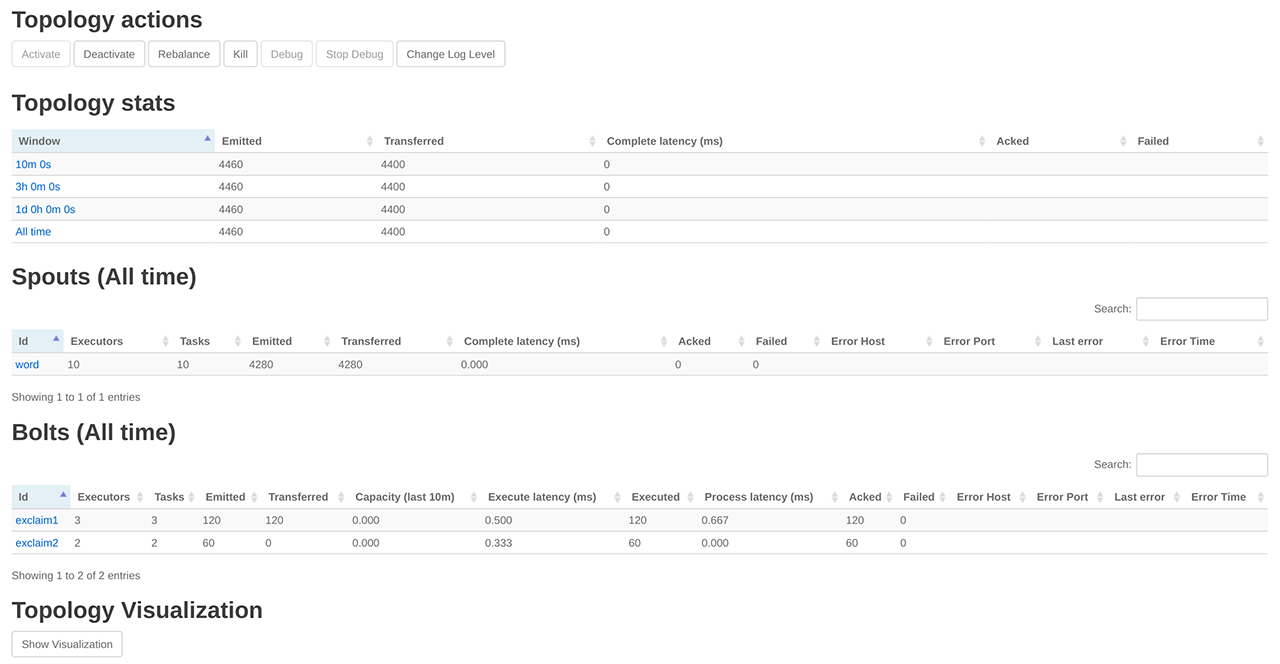 Topology actions
Activate Deactivate Rebalance Kill Debug Stop Debug Change Log Level
Topology stats
Window Emitted Transferred Complete latency (ms) Acked Failed
10m 0s 4460 4400 0
3h 0m 0s 4460 4400 0
1d 0h 0m 0s 4460 4400 0
All time 4460 4400 0
Spouts (All time)
Search:
Id Executors Tasks Emitted Transferred Complete latency (ms) Acked Failed Error Host Error Port Last error Error Time
word 10 10 4280 4280 0.000 0 0
Showing 1 to 1 of 1 entries
Bolts (All time)
Search:
Id Executors Tasks Emitted Transferred Capacity (last 10m) Execute latency (ms) Executed Process latency (ms) Acked Failed Error Host Error Port Last error Error Time
exclaim1 3 3 120 120 0.000 0.500 120 0.667 120 0
exclaim2 2 2 60 0 0.000 0.333 60 0.000 60 0
Showing 1 to 2 of 2 entries
Topology Visualization
Show Visualization